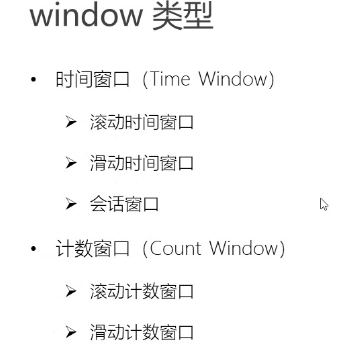 window 类型
• 时间窗口（Time Window）
➢ 滚动时间窗口
➢ 滑动时间窗口
➢ 会话窗口
• 计数窗口（Count Window）
➢ 滚动计数窗口
➢ 滑动计数窗口